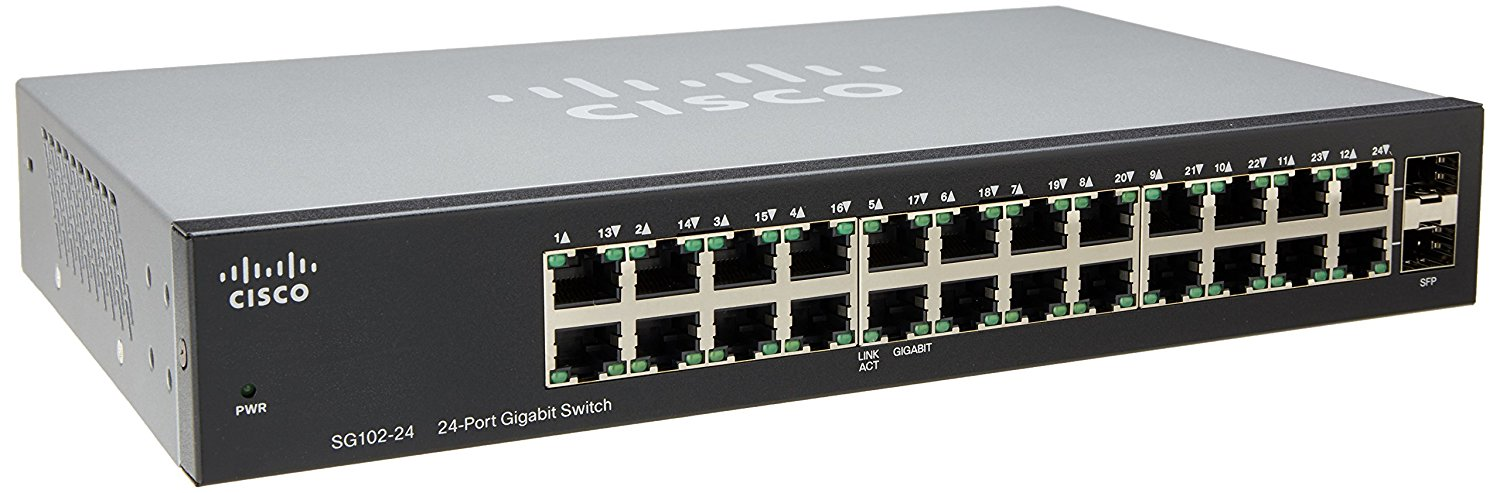 CISCO
1▲ 13▼ 2▲ 14▼ 3▲ 15▼ 4▲ 16▼ 5▲ 17▼ 6▲ 18▼ 7▲ 19▼ 8▲ 20▼ 9▲ 21▼ 10▲ 22▼ 11▲ 23▼ 12▲ 24▼
CISCO
SFP
LINK
ACT
GIGABIT
PWR
SG102-24 24-Port Gigabit Switch